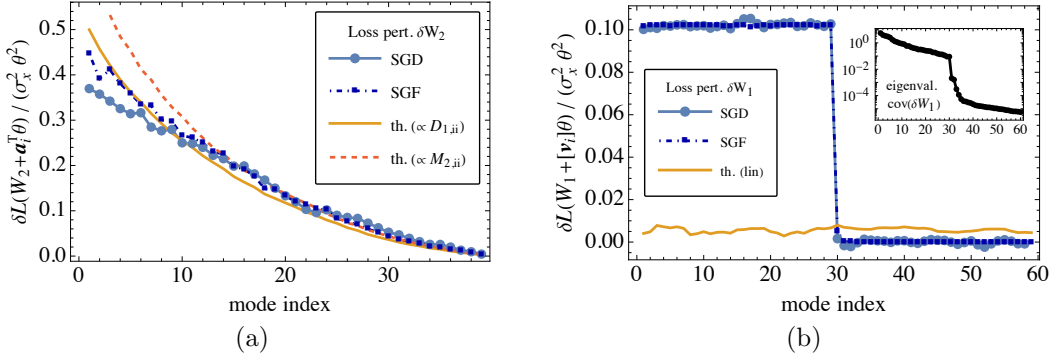 δL(W₂+aᵢᵀθ) / (σₓ² θ²)
0.5
0.4
0.3
0.2
0.1
0.0
0 10 20 30
mode index
Loss pert. δW₂
SGD
SGF
th. (∝ D₁,ᵢᵢ)
th. (∝ M₂,ᵢᵢ)
(a)
δL(W₁+[vᵢ]θ) / (σₓ² θ²)
0.10
0.08
0.06
0.04
0.02
0.00
0 10 20 30 40 50 60
mode index
Loss pert. δW₁
SGD
SGF
th. (lin)
10⁰
10⁻²
10⁻⁴
eigenval.
cov(δW₁)
0 10 20 30 40 50 60
(b)